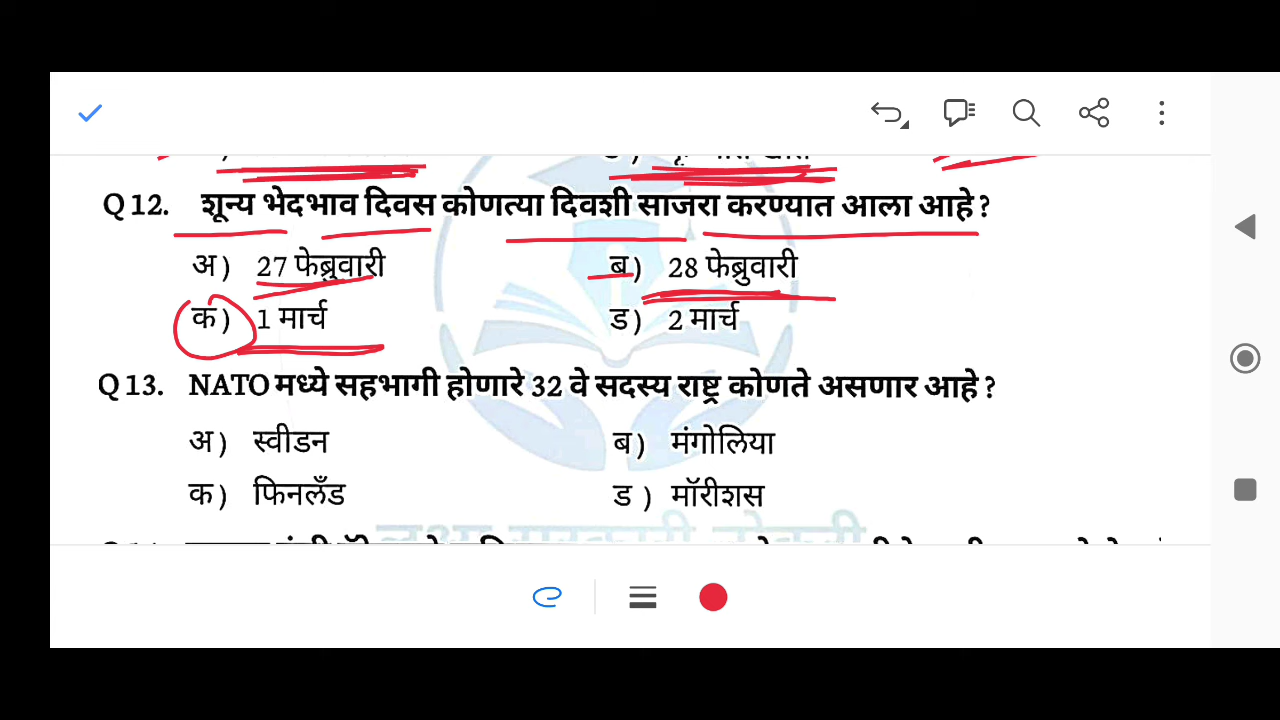 Q 12. शून्य भेदभाव दिवस कोणत्या दिवशी साजरा करण्यात आला आहे ?
अ ) 27 फेब्रुवारी ब ) 28 फेब्रुवारी
क ) 1 मार्च ड ) 2 मार्च
Q 13. NATO मध्ये सहभागी होणारे 32 वे सदस्य राष्ट्र कोणते असणार आहे ?
अ ) स्वीडन ब ) मंगोलिया
क ) फिनलँड ड ) मॉरीशस